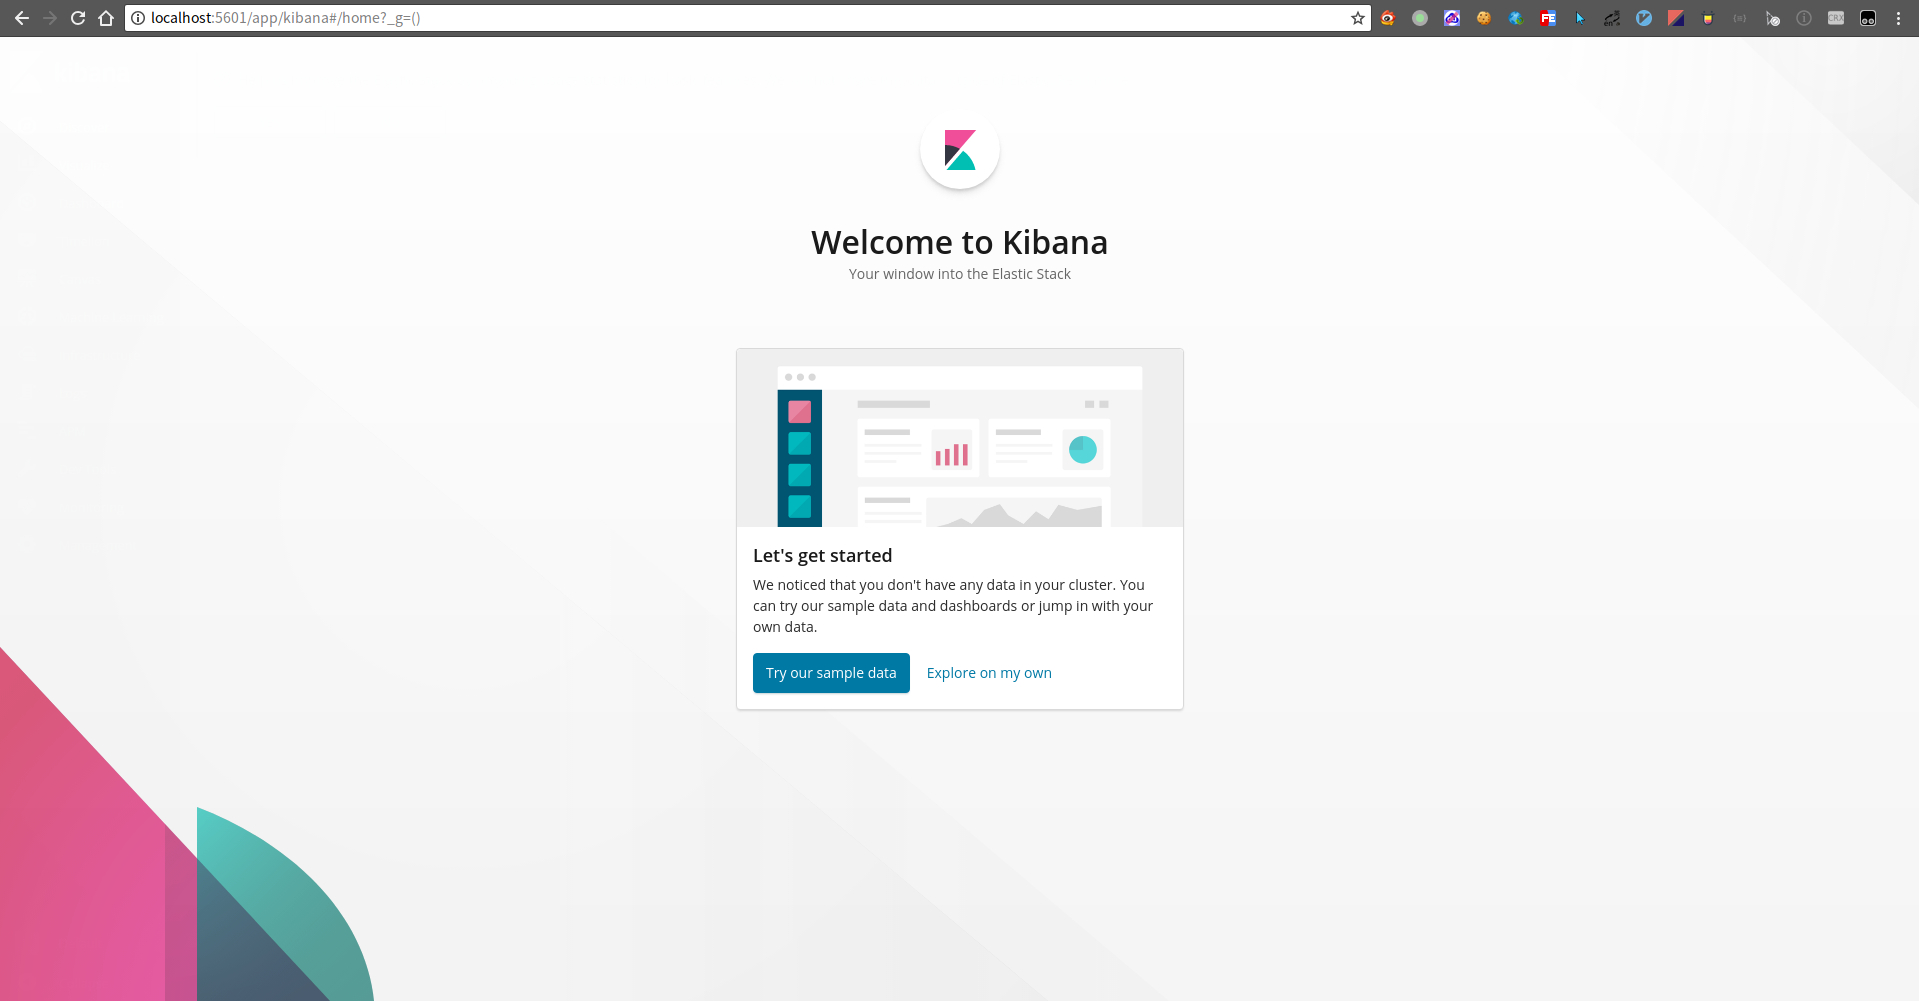 localhost:5601/app/kibana#/home?_g=()
Welcome to Kibana
Your window into the Elastic Stack
Let's get started
We noticed that you don't have any data in your cluster. You
can try our sample data and dashboards or jump in with your
own data.
Try our sample data Explore on my own